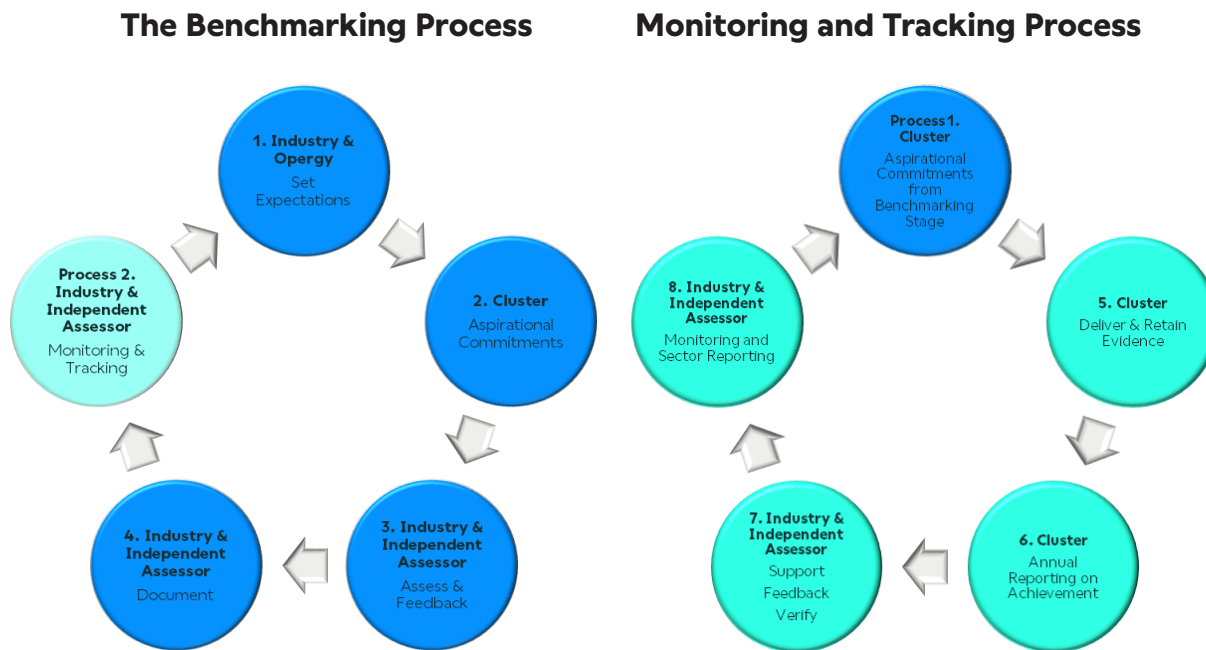 The Benchmarking Process
1. Industry &
Opergy
Set
Expectations
2. Cluster
Aspirational
Commitments
3. Industry &
Independent
Assessor
Assess &
Feedback
4. Industry &
Independent
Assessor
Document
Process 2.
Industry &
Independent
Assessor
Monitoring &
Tracking
Monitoring and Tracking Process
Process1.
Cluster
Aspirational
Commitments
from
Benchmarking
Stage
5. Cluster
Deliver & Retain
Evidence
6. Cluster
Annual
Reporting on
Achievement
7. Industry &
Independent
Assessor
Support
Feedback
Verify
8. Industry &
Independent
Assessor
Monitoring and
Sector Reporting